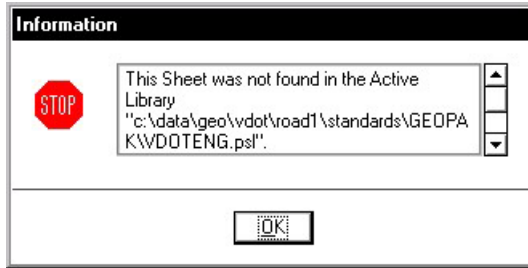 Information
STOP
This Sheet was not found in the Active
Library
"c:\data\geo\vdot\road1\standards\GEOPA
K\VDOTENG.psl".
OK